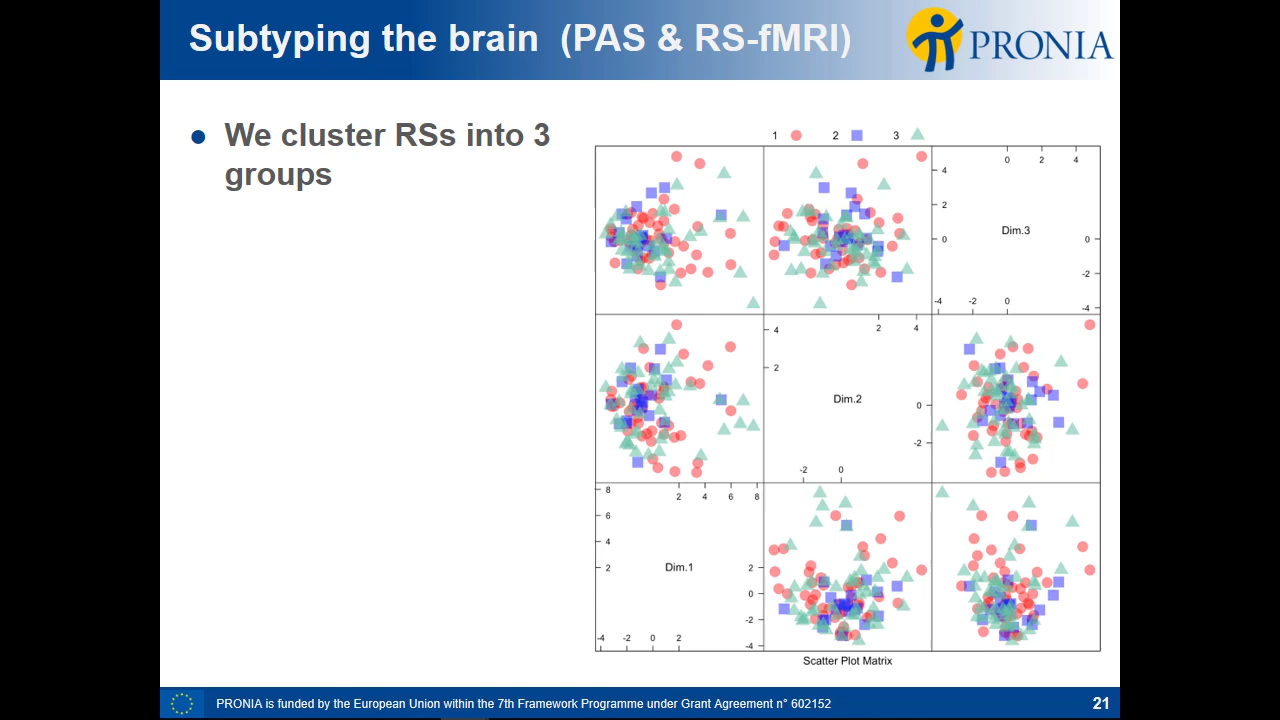 Subtyping the brain (PAS & RS-fMRI)
PRONIA
● We cluster RSs into 3
groups
1 2 3
0 2 4
4
2
0
Dim.3
0
-2
-4
-4 -2 0
2 4
4
2
Dim.2
0
-2
-2 0
8
6
4
2
2 4 6 8
Dim.1
2
0
-2
-4
-4 -2 0 2
Scatter Plot Matrix
PRONIA is funded by the European Union within the 7th Framework Programme under Grant Agreement n° 602152
21